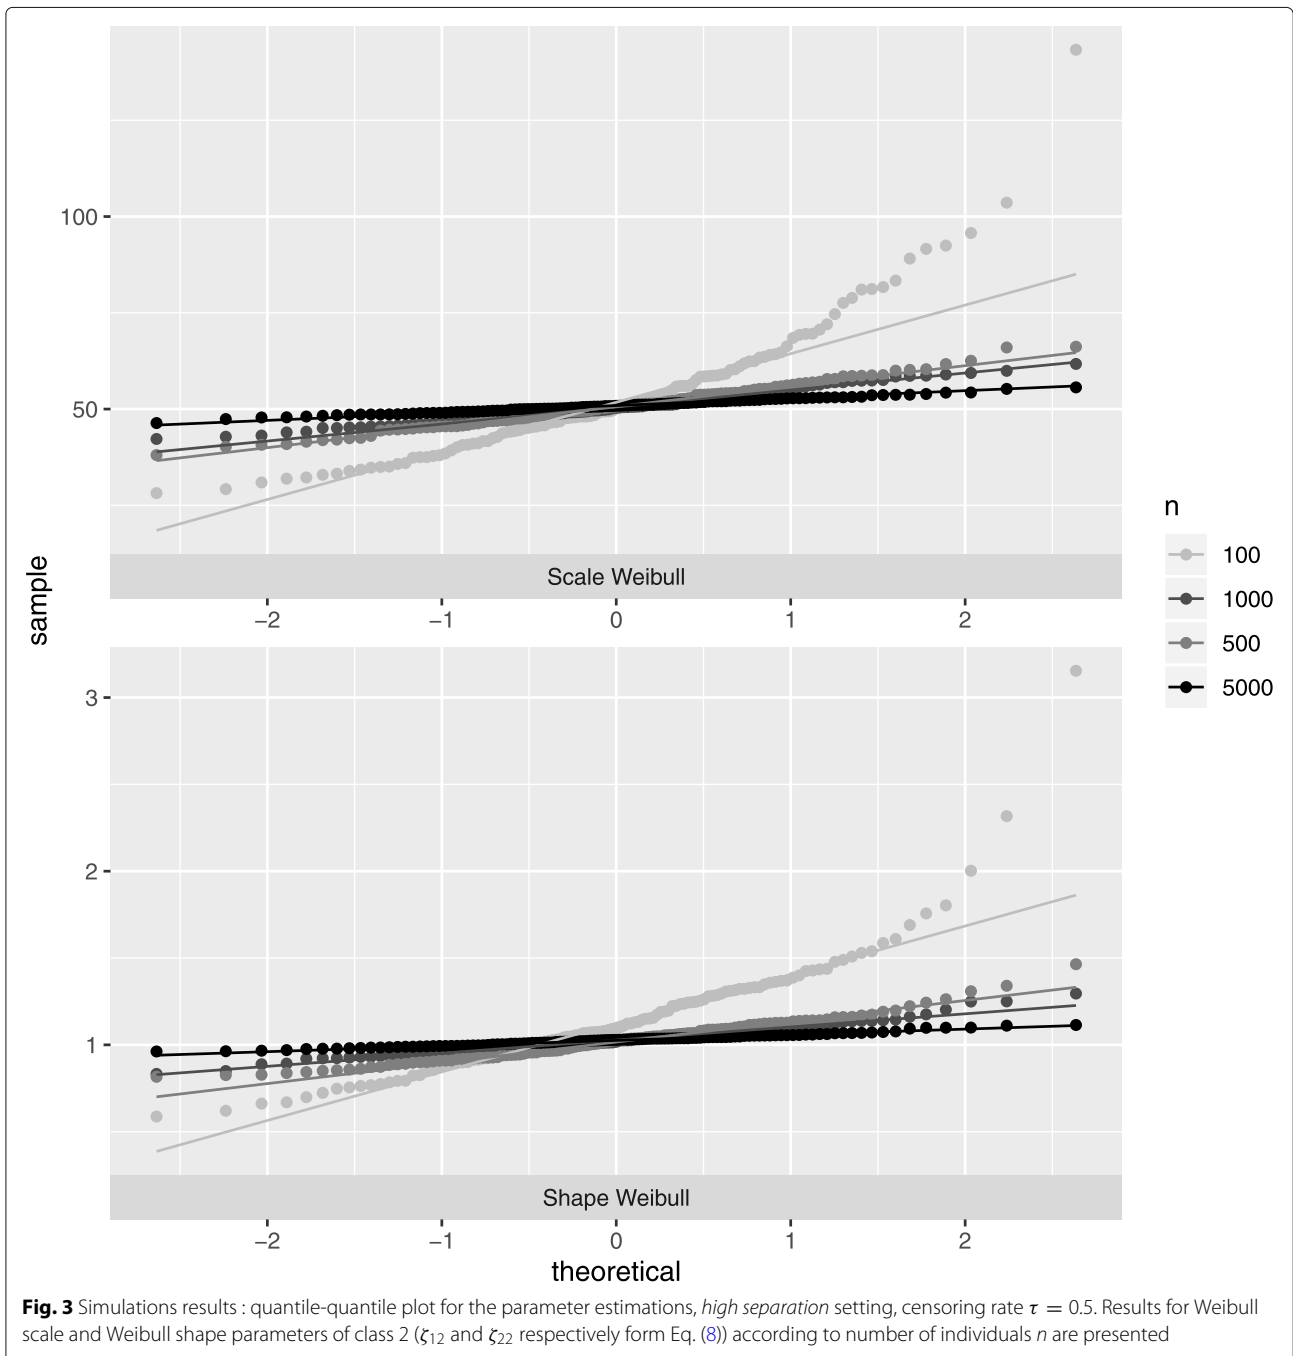 100
50
Scale Weibull
−2 −1 0 1 2
sample
3
2
1
Shape Weibull
−2 −1 0 1 2
theoretical
n
100
1000
500
5000
Fig. 3 Simulations results : quantile-quantile plot for the parameter estimations, high separation setting, censoring rate τ = 0.5. Results for Weibull
scale and Weibull shape parameters of class 2 (ζ12 and ζ22 respectively form Eq. (8)) according to number of individuals n are presented